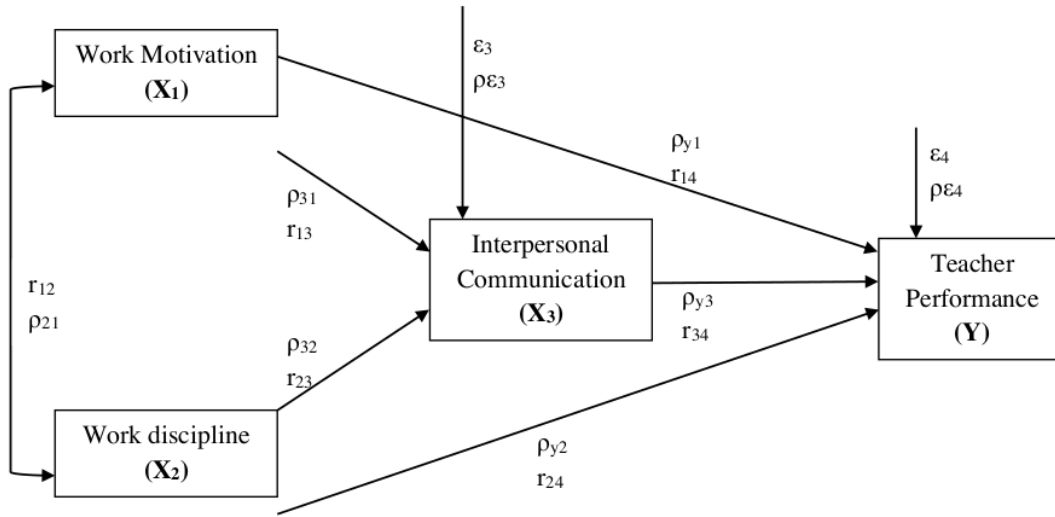 Work Motivation
(X₁)
ε₃
ρε₃
ρy₁
r₁₄
ε₄
ρε₄
ρ₃₁
r₁₃
Interpersonal
Communication
(X₃)
Teacher
Performance
(Y)
r₁₂
ρ₂₁
ρy₃
r₃₄
ρ₃₂
r₂₃
Work discipline
(X₂)
ρy₂
r₂₄